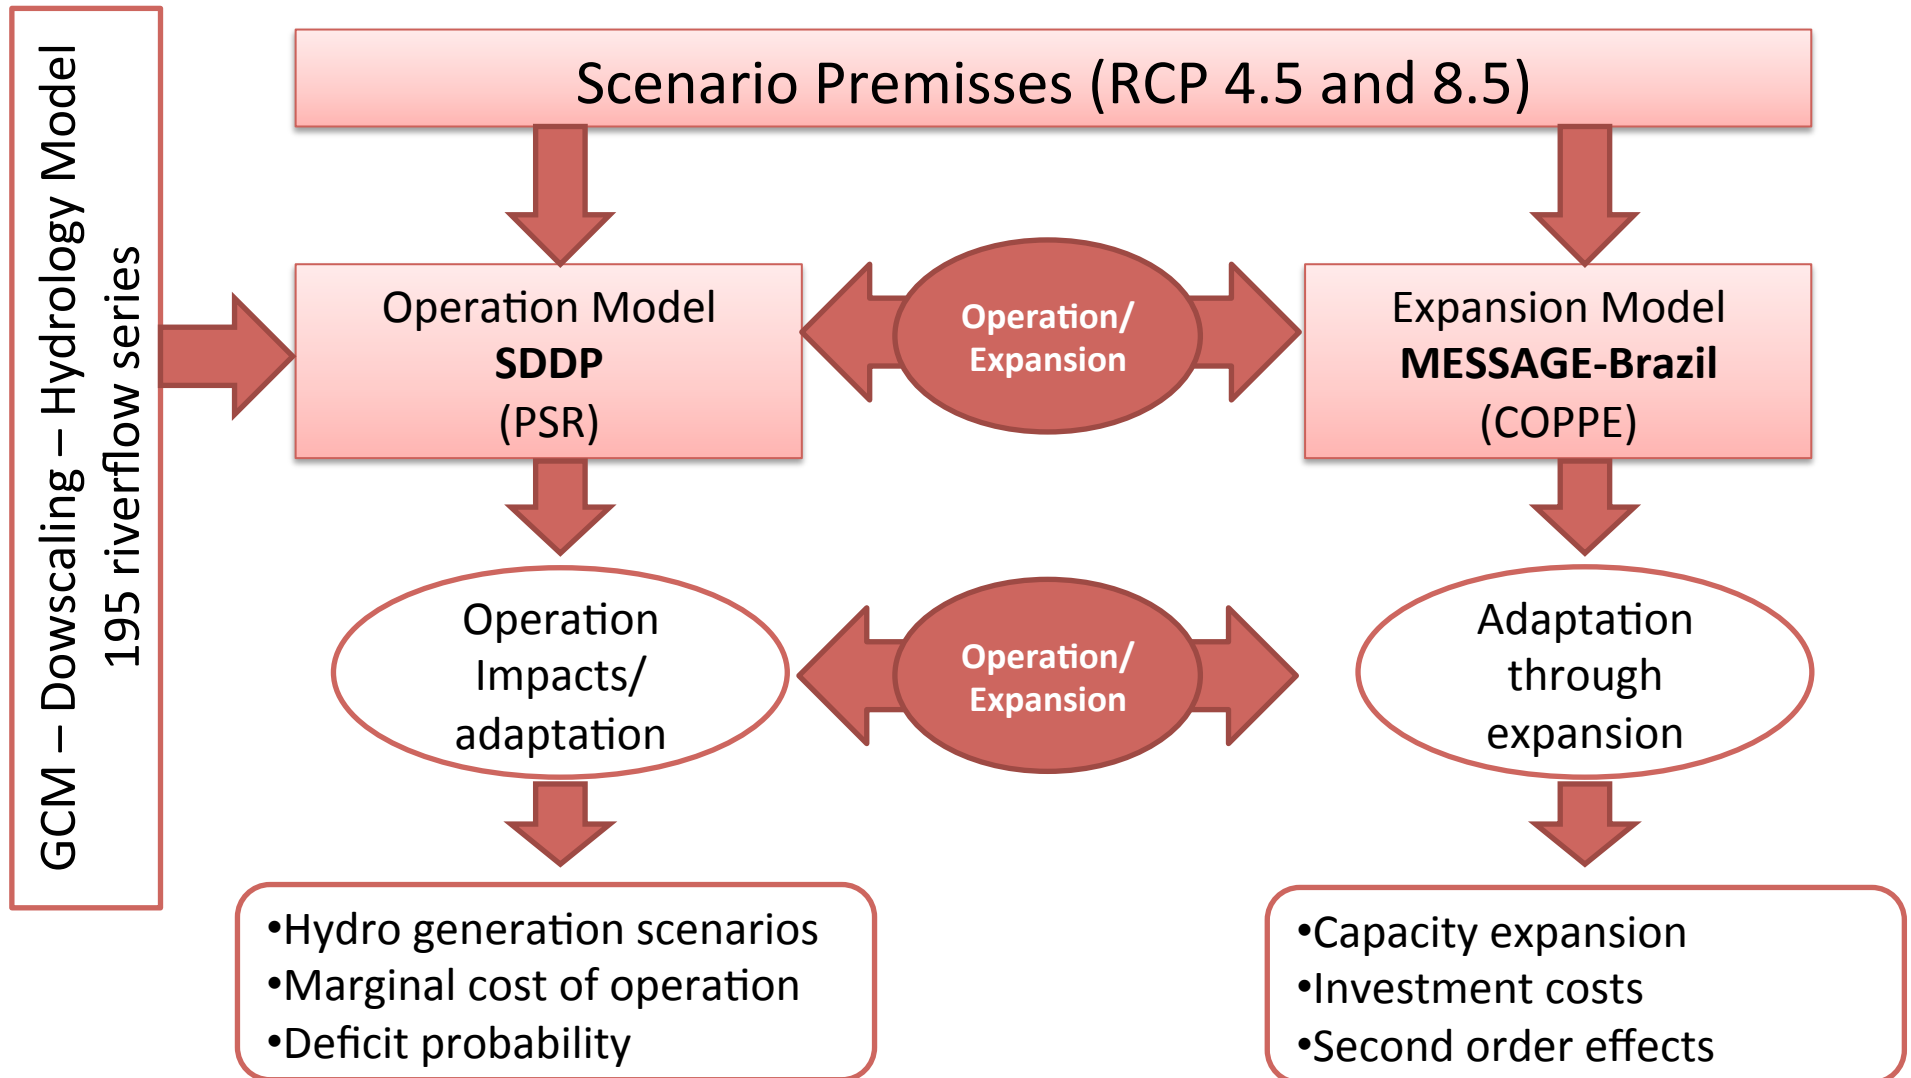 GCM – Dowscaling – Hydrology Model
195 riverflow series
Scenario Premisses (RCP 4.5 and 8.5)
Operation Model
SDDP
(PSR)
Operation/
Expansion
Expansion Model
MESSAGE-Brazil
(COPPE)
Operation
Impacts/
adaptation
Operation/
Expansion
Adaptation
through
expansion
•Hydro generation scenarios
•Marginal cost of operation
•Deficit probability
•Capacity expansion
•Investment costs
•Second order effects